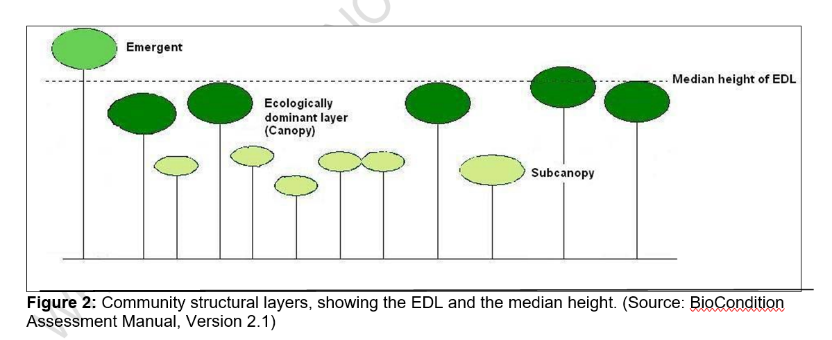 Emergent
Median height of EDL
Ecologically
dominant layer
(Canopy)
Subcanopy
Figure 2: Community structural layers, showing the EDL and the median height. (Source: BioCondition
Assessment Manual, Version 2.1)